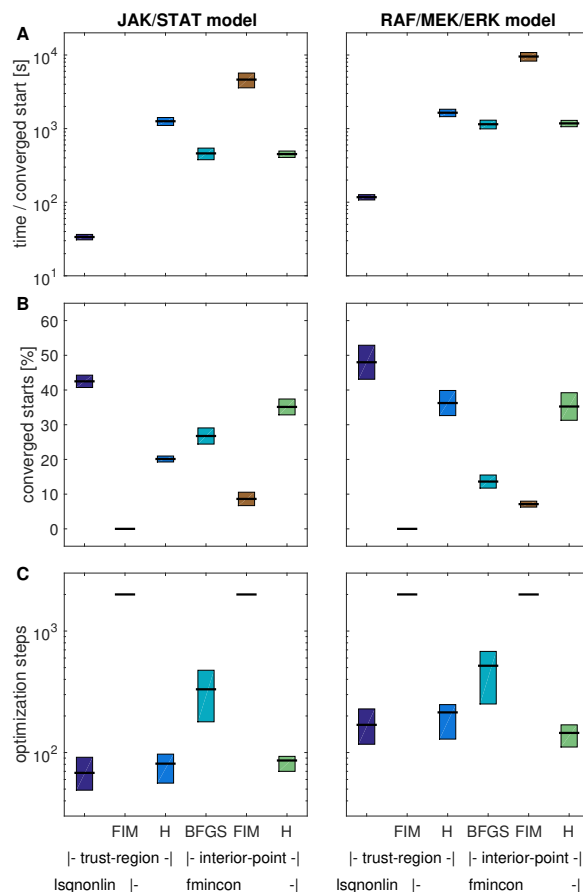 JAK/STAT model
RAF/MEK/ERK model
A
time / converged start [s]
10^4
10^3
10^2
10^1
B
converged starts [%]
60
50
40
30
20
10
0
C
optimization steps
10^3
10^2
FIM H BFGS FIM H
|- trust-region -| |- interior-point -|
lsqnonlin |- fmincon -|
FIM H BFGS FIM H
|- trust-region -| |- interior-point -|
lsqnonlin |- fmincon -|